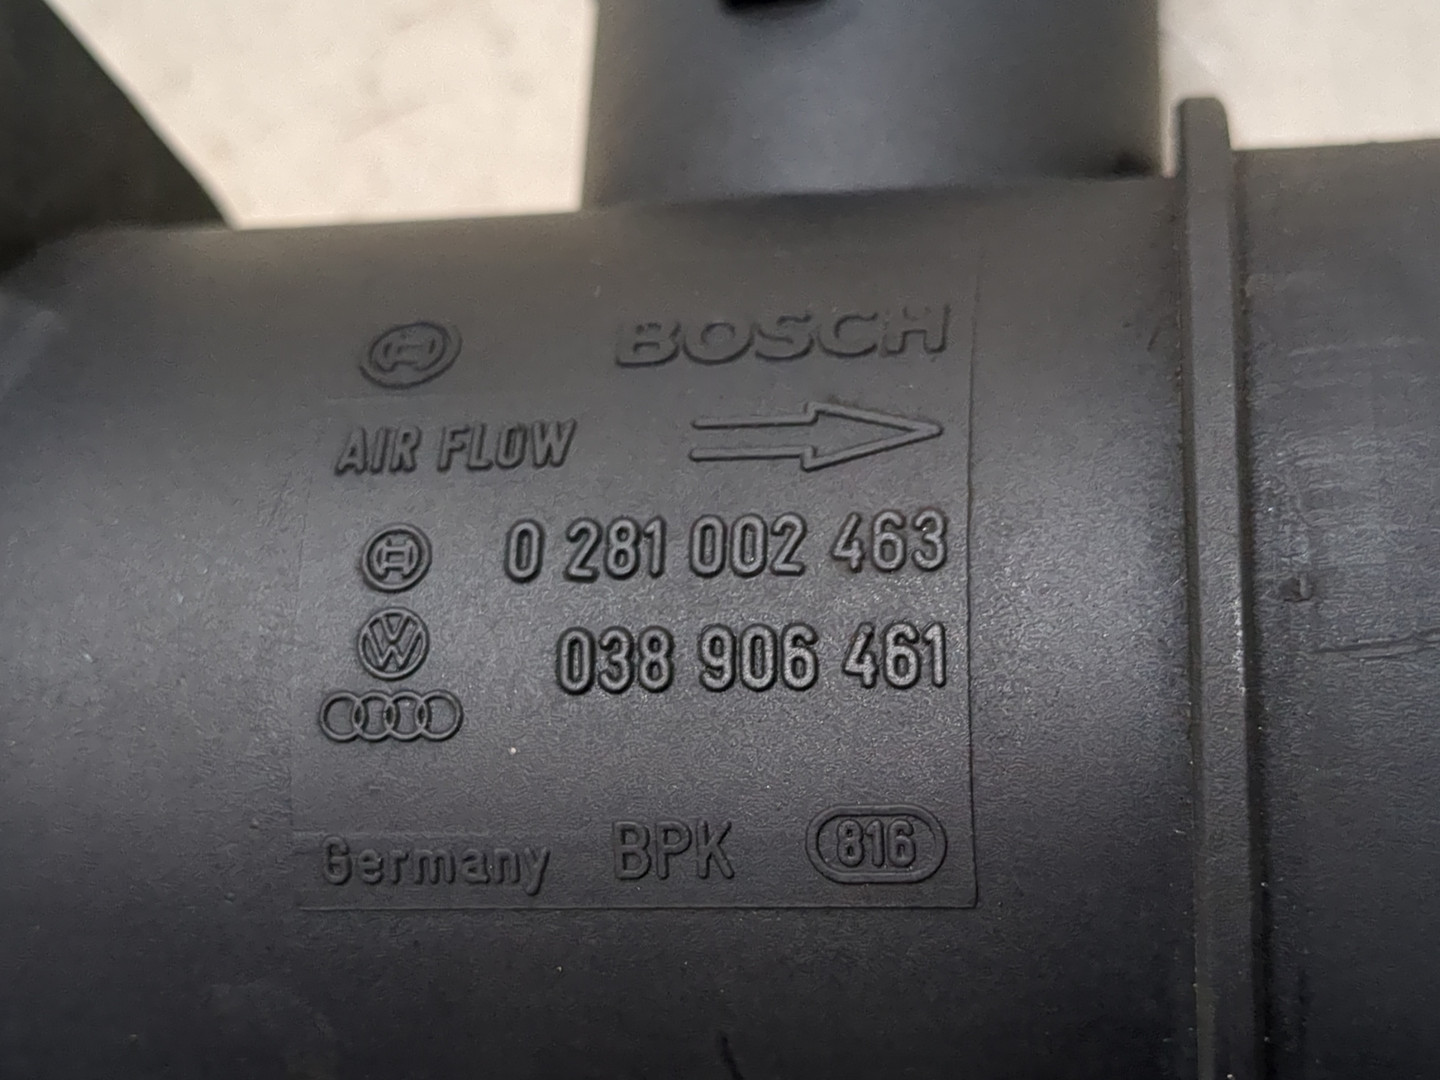 BOSCH
AIR FLOW
0 281 002 463
038 906 461
Germany BPK 816